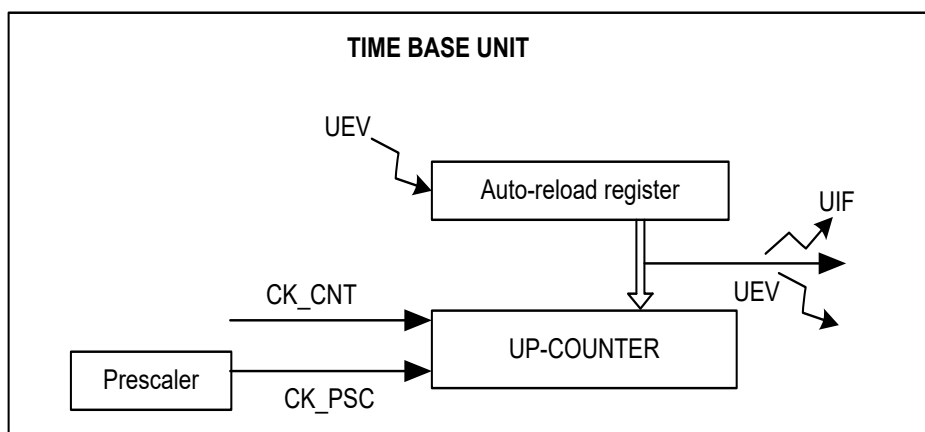 TIME BASE UNIT
UEV
Auto-reload register
UIF
UEV
CK_CNT
UP-COUNTER
Prescaler
CK_PSC